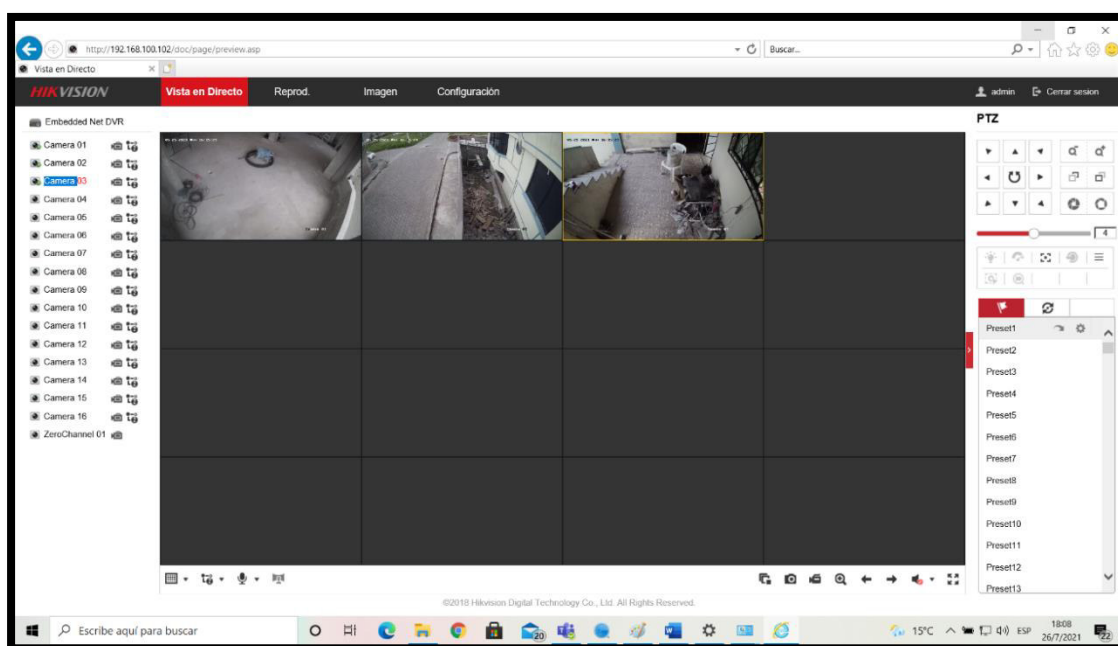 http://192.168.100.102/doc/page/preview.asp
Buscar...
Vista en Directo
HIKVISION
Vista en Directo Reprod. Imagen Configuración
admin Cerrar sesion
Embedded Net DVR
PTZ
Camera 01
Camera 02
Camera 03
Camera 04
Camera 05
Camera 06
Camera 07
Camera 08
Camera 09
Camera 10
Camera 11
Camera 12
Camera 13
Camera 14
Camera 15
Camera 16
ZeroChannel 01
4
Preset1
Preset2
Preset3
Preset4
Preset5
Preset6
Preset7
Preset8
Preset9
Preset10
Preset11
Preset12
Preset13
©2018 Hikvision Digital Technology Co., Ltd. All Rights Reserved.
Escribe aquí para buscar
20
15°C
ESP
18:08
26/7/2021
22